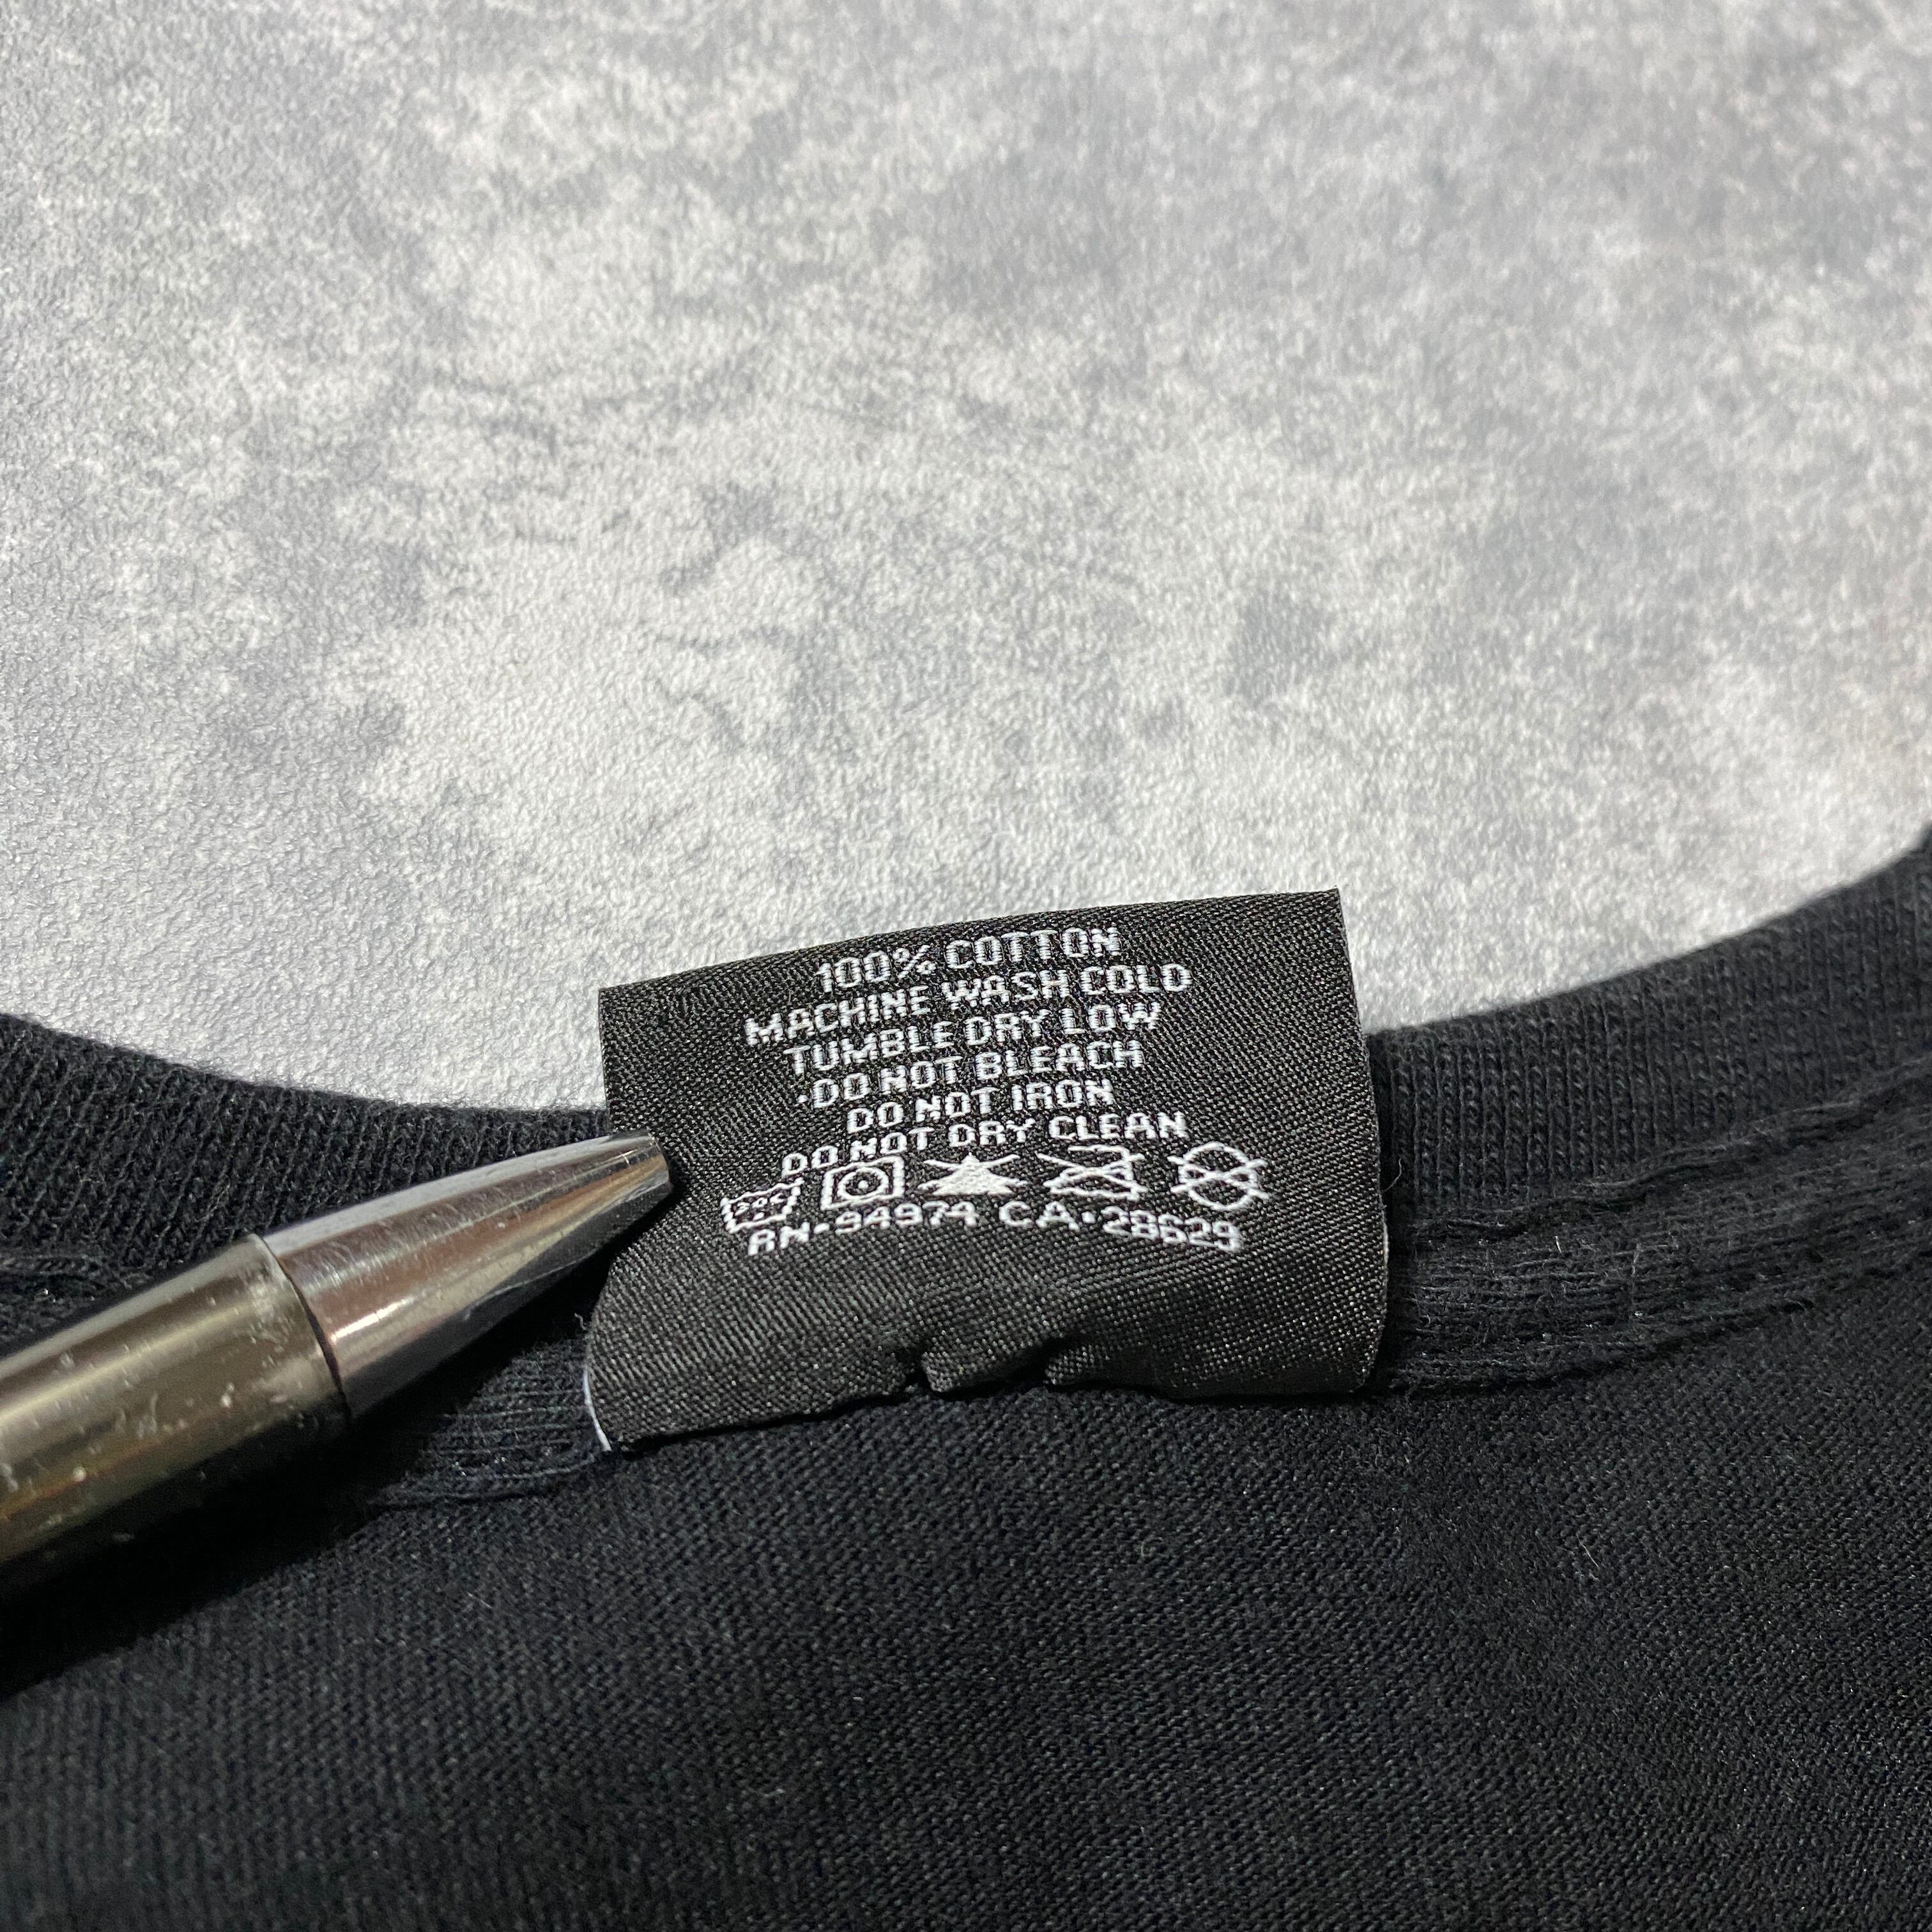 100% COTTON
MACHINE WASH COLD
TUMBLE DRY LOW
·DO NOT BLEACH
DO NOT IRON
DO NOT DRY CLEAN
RN·94974 CA·28629